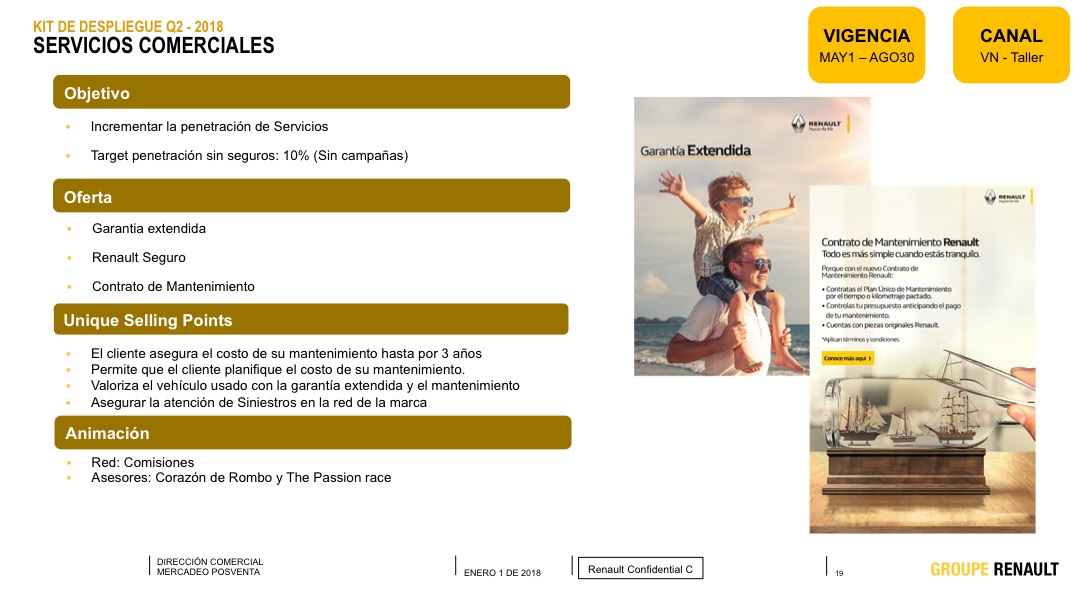 KIT DE DESPLIEGUE Q2 - 2018
SERVICIOS COMERCIALES
VIGENCIA
MAY1 – AGO30
CANAL
VN - Taller
Objetivo
Incrementar la penetración de Servicios
Target penetración sin seguros: 10% (Sin campañas)
Oferta
Garantia extendida
Renault Seguro
Contrato de Mantenimiento
Unique Selling Points
El cliente asegura el costo de su mantenimiento hasta por 3 años
Permite que el cliente planifique el costo de su mantenimiento.
Valoriza el vehículo usado con la garantía extendida y el mantenimiento
Asegurar la atención de Siniestros en la red de la marca
Animación
Red: Comisiones
Asesores: Corazón de Rombo y The Passion race
RENAULT
Garantía Extendida
RENAULT
Contrato de Mantenimiento Renault
Todo es más simple cuando estás tranquilo.
Porque con el nuevo Contrato de
Mantenimiento Renault:
• Contratas el Plan Único de Mantenimiento
por el tiempo o kilometraje pactado.
• Controlas tu presupuesto anticipando el pago
de tu mantenimiento.
• Cuentas con piezas originales Renault.
*Aplican términos y condiciones.
Conoce más aquí ❯
DIRECCIÓN COMERCIAL
MERCADEO POSVENTA
ENERO 1 DE 2018
Renault Confidential C
19
GROUPE RENAULT